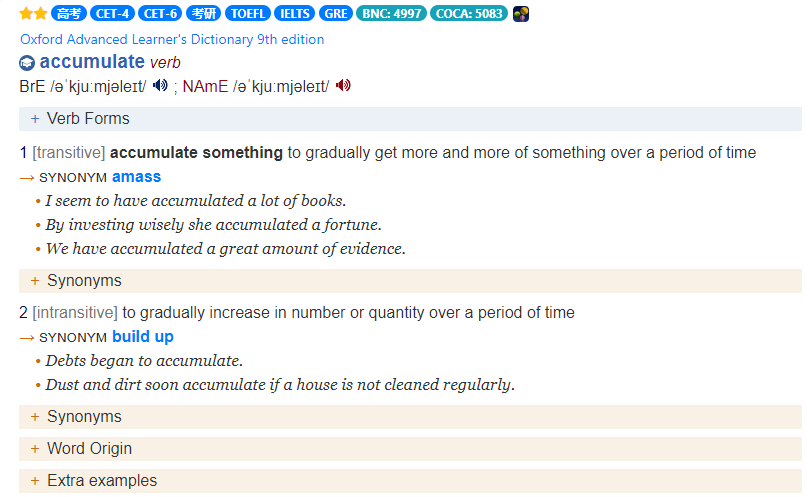 高考 CET-4 CET-6 考研 TOEFL IELTS GRE BNC: 4997 COCA: 5083
Oxford Advanced Learner's Dictionary 9th edition
accumulate verb
BrE /əˈkjuːmjəleɪt/ ; NAmE /əˈkjuːmjəleɪt/
+ Verb Forms
1 [transitive] accumulate something to gradually get more and more of something over a period of time
→ SYNONYM amass
• I seem to have accumulated a lot of books.
• By investing wisely she accumulated a fortune.
• We have accumulated a great amount of evidence.
+ Synonyms
2 [intransitive] to gradually increase in number or quantity over a period of time
→ SYNONYM build up
• Debts began to accumulate.
• Dust and dirt soon accumulate if a house is not cleaned regularly.
+ Synonyms
+ Word Origin
+ Extra examples